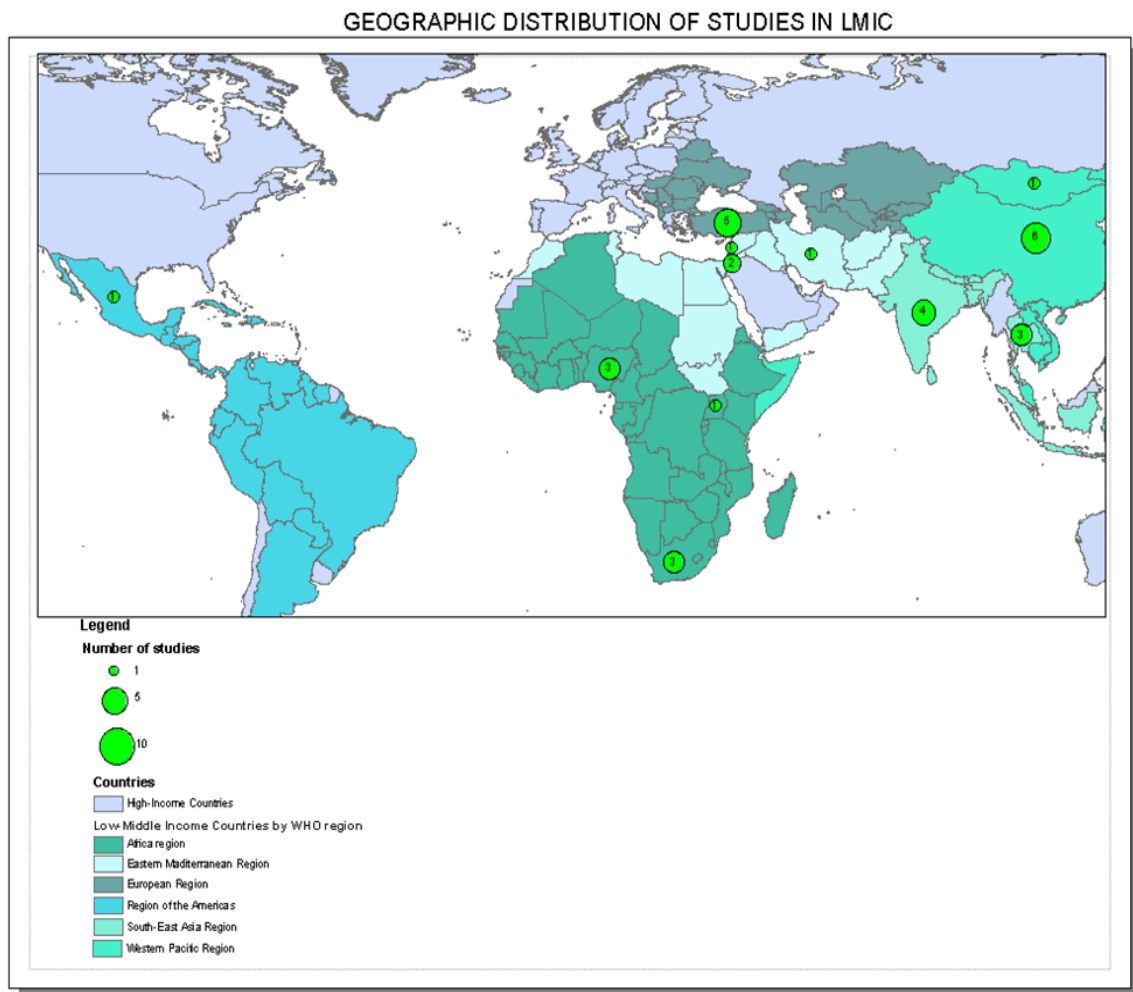 GEOGRAPHIC DISTRIBUTION OF STUDIES IN LMIC
1
6
5
1
1
2
1
4
3
3
1
3
Legend
Number of studies
1
5
10
Countries
High-Income Countries
Low-Middle Income Countries by WHO region
Africa region
Eastern Maditerranean Region
European Region
Region of the Americas
South-East Asia Region
Western Pacific Region